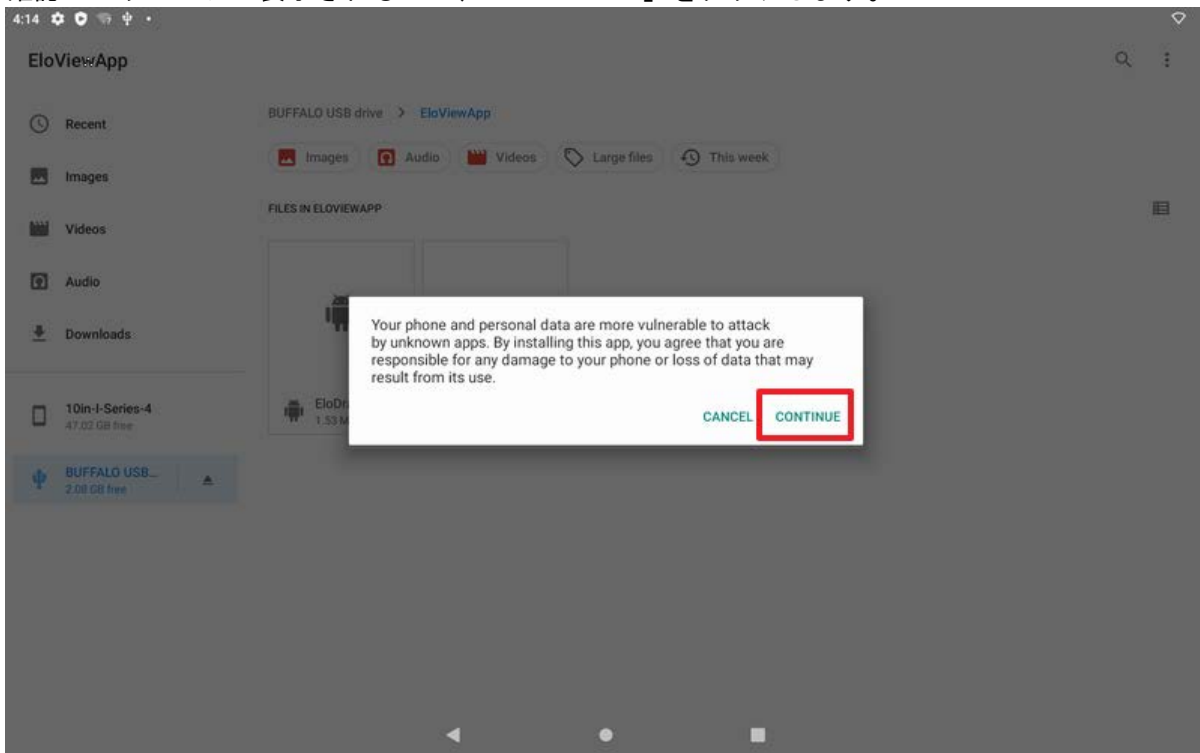 4:14
EloViewApp
Recent
Images
Videos
Audio
Downloads
10in-I-Series-4
47.02 GB free
BUFFALO USB...
2.08 GB free
BUFFALO USB drive > EloViewApp
Images Audio Videos Large files This week
FILES IN ELOVIEWAPP
1.53 M
Your phone and personal data are more vulnerable to attack
by unknown apps. By installing this app, you agree that you are
responsible for any damage to your phone or loss of data that may
result from its use.
CANCEL CONTINUE